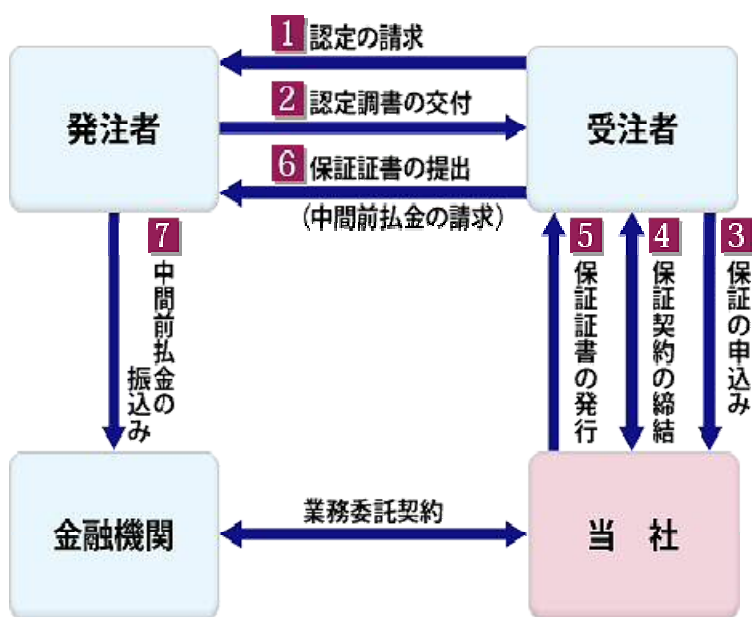 1 認定の請求
発注者
受注者
2 認定調書の交付
6 保証証書の提出
(中間前払金の請求)
7 中間前払金の
振込み
5 保証証書の発行
4 保証契約の締結
3 保証の申込み
金融機関
業務委託契約
当　社